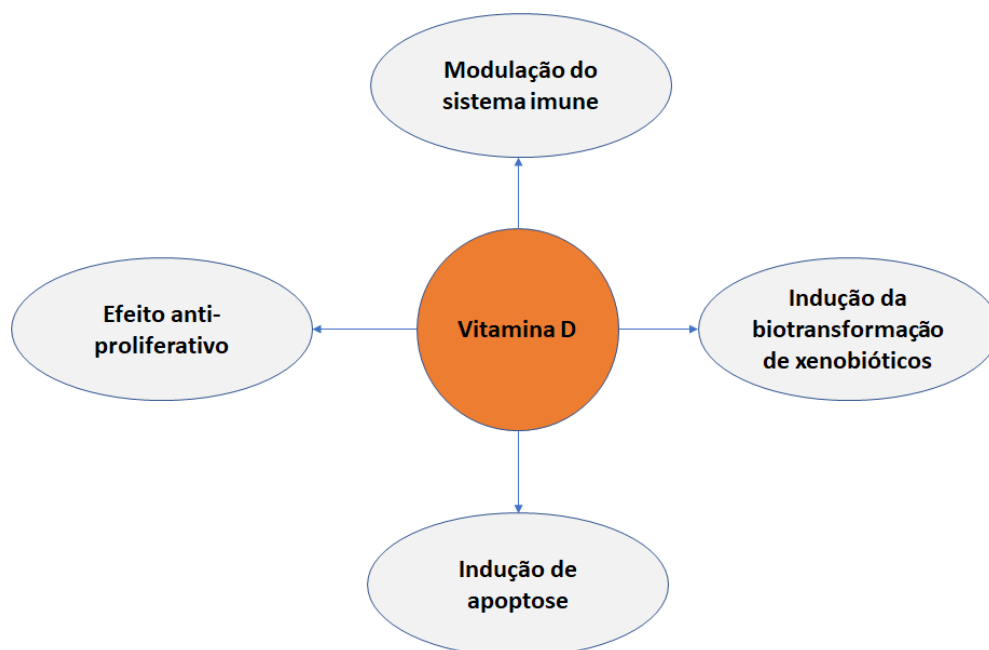 Modulação do
sistema imune
Efeito anti-
proliferativo
Vitamina D
Indução da
biotransformação
de xenobióticos
Indução de
apoptose